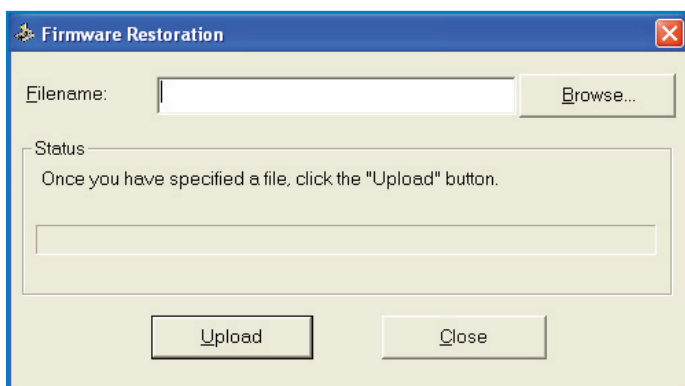 Firmware Restoration
Filename:
Browse...
Status
Once you have specified a file, click the "Upload" button.
Upload
Close